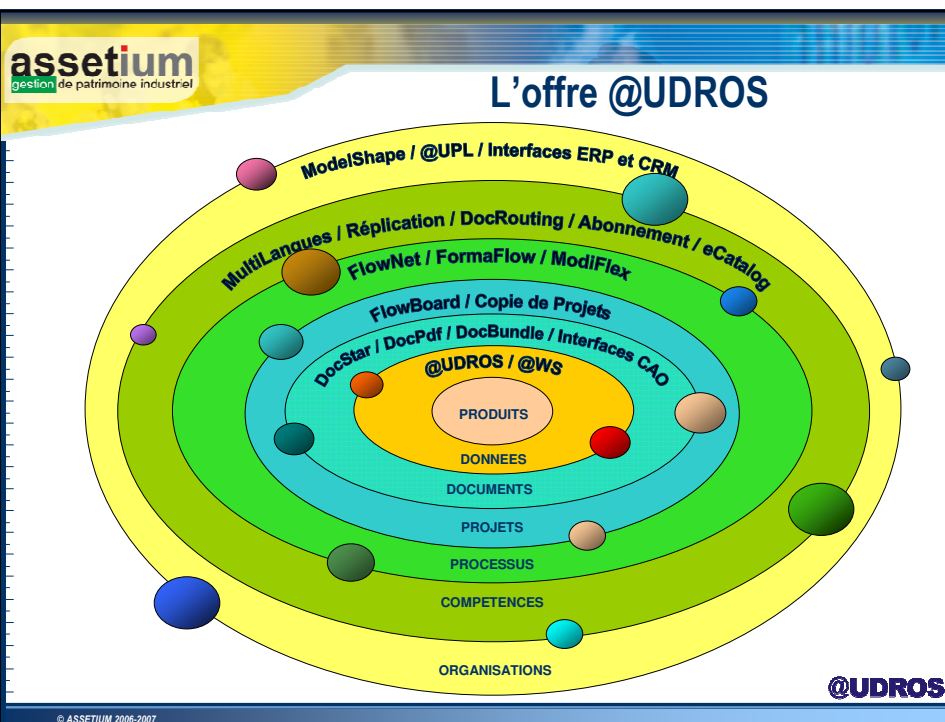 assetium
gestion de patrimoine industriel
L'offre @UDROS
ModelShape / @UPL / Interfaces ERP et CRM
MultiLangues / Réplication / DocRouting / Abonnement / eCatalog
FlowNet / FormaFlow / ModiFlex
FlowBoard / Copie de Projets
DocStar / DocPdf / DocBundle / Interfaces CAO
@UDROS / @WS
PRODUITS
DONNEES
DOCUMENTS
PROJETS
PROCESSUS
COMPETENCES
ORGANISATIONS
@UDROS
© ASSETIUM 2006-2007